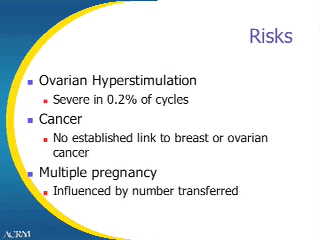 Risks
Ovarian Hyperstimulation
Severe in 0.2% of cycles
Cancer
No established link to breast or ovarian
cancer
Multiple pregnancy
Influenced by number transferred
ACRM